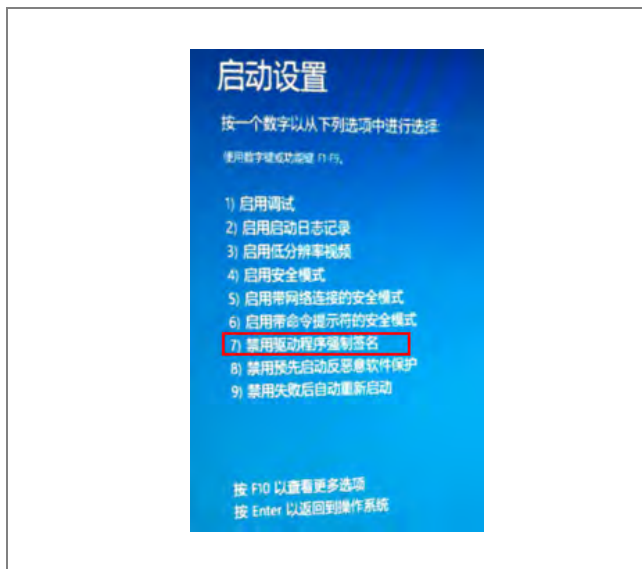 启动设置
按一个数字以从下列选项中进行选择:
使用数字键或功能键 F1-F9。
1) 启用调试
2) 启用启动日志记录
3) 启用低分辨率视频
4) 启用安全模式
5) 启用带网络连接的安全模式
6) 启用带命令提示符的安全模式
7) 禁用驱动程序强制签名
8) 禁用预先启动反恶意软件保护
9) 禁用失败后自动重新启动
按 F10 以查看更多选项
按 Enter 以返回到操作系统